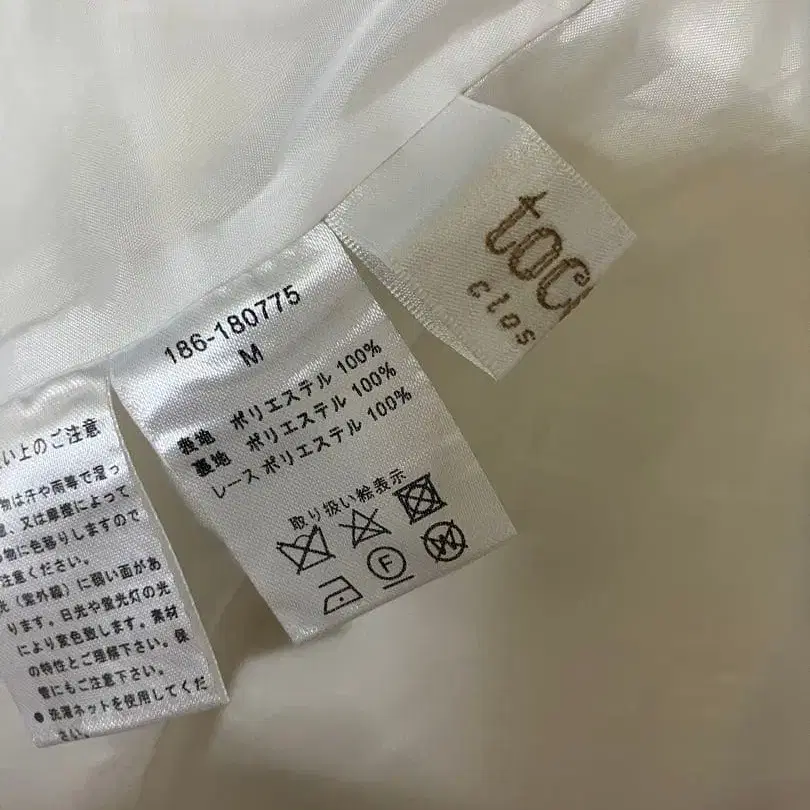 toc
clos
186-180775
M
表地 ポリエステル 100%
裏地 ポリエステル 100%
レース ポリエステル 100%
取り扱い絵表示
F
W
い上のご注意
物は汗や雨等で湿っ
又は摩擦によって
物に色移りしますので
注意ください。
光（紫外線）に弱い面があ
ります。日光や蛍光灯の光
により変色致します。素材
の特性とご理解下さい。保
管にもご注意下さい。
● 洗濯ネットを使用してくだ
さい。